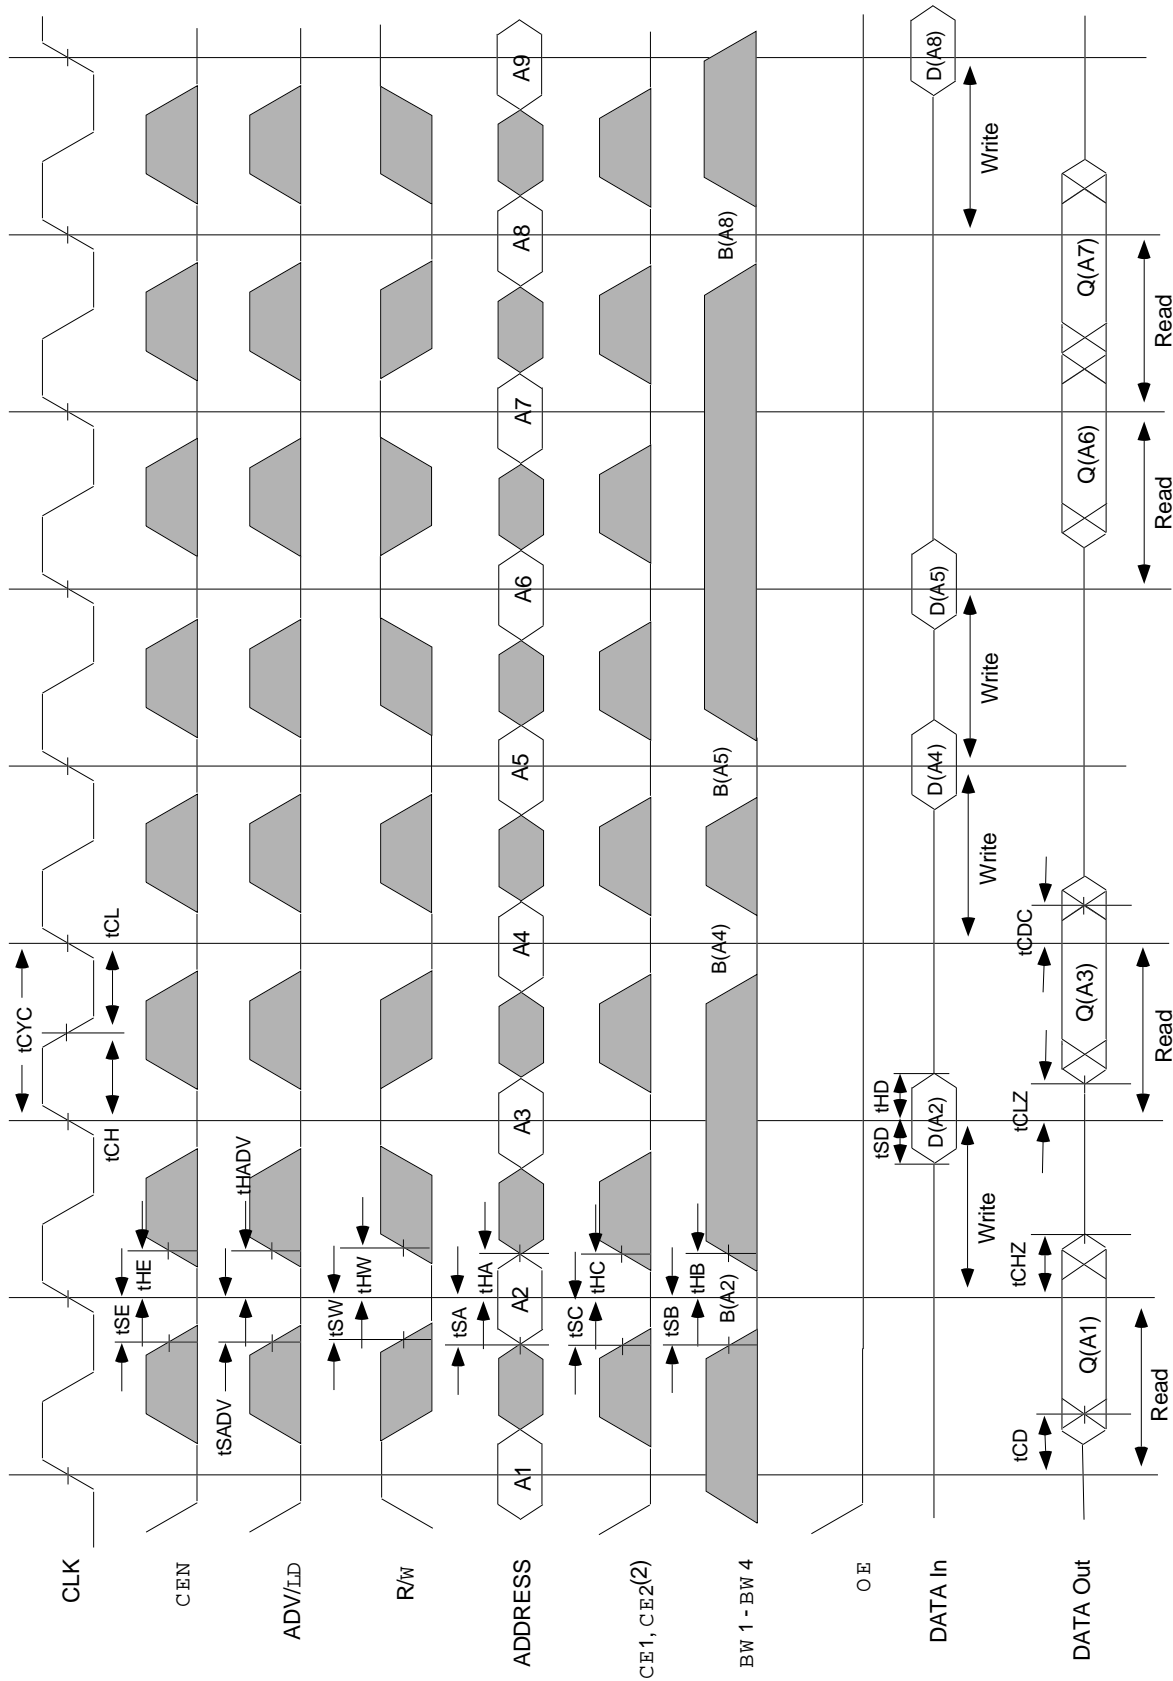 tCYC
CLK
tCH
tCL
tSE
tHE
CEN
tSADV
tHADV
ADV/LD
tSW
tHW
R/W
tSA
tHA
ADDRESS
A1
A2
A3
A4
A5
A6
A7
A8
A9
tSC
tHC
CE1, CE2(2)
tSB
tHB
BW1 - BW4
B(A2)
B(A4)
B(A5)
B(A8)
OE
tSD
tHD
DATA In
D(A2)
D(A4)
D(A5)
D(A8)
Write
Write
Write
Write
tCD
tCHZ
tCLZ
tCDC
DATA Out
Q(A1)
Q(A3)
Q(A6)
Q(A7)
Read
Read
Read
Read